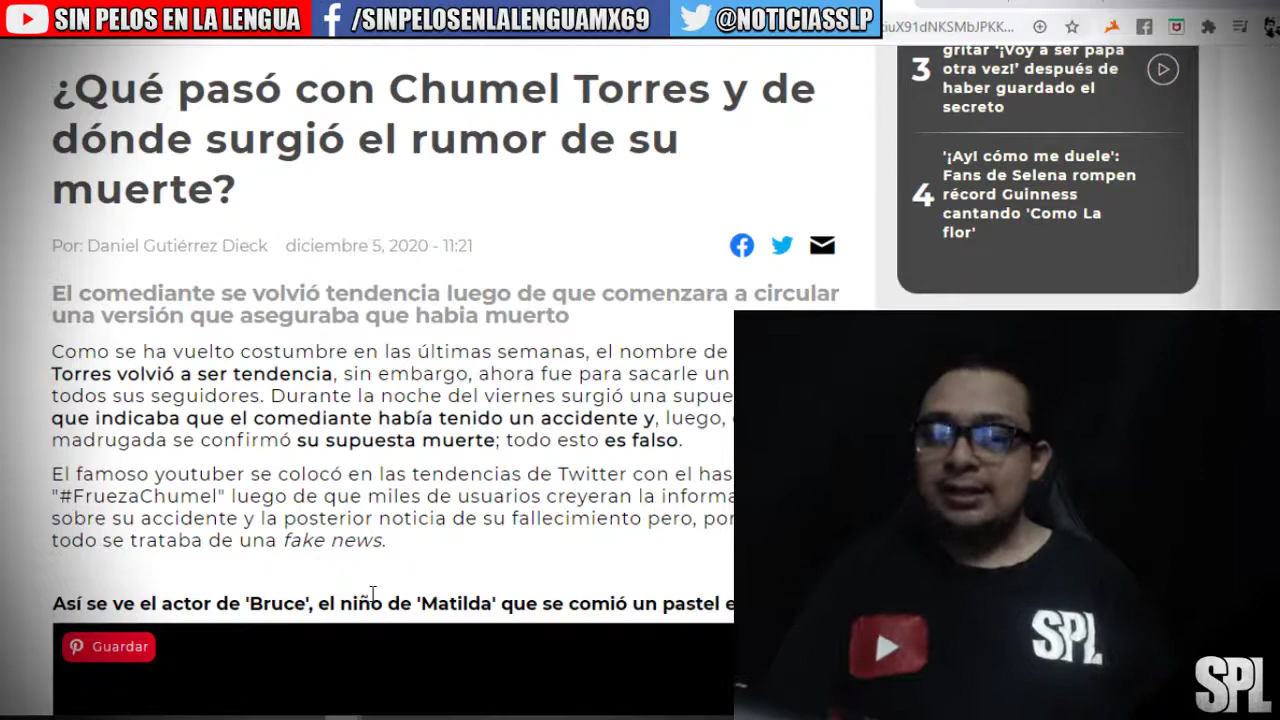 SIN PELOS EN LA LENGUA
/SINPELOSENLALENGUAMX69
@NOTICIASSLP
iuX91dNKSMbJPKK...
¿Qué pasó con Chumel Torres y de
dónde surgió el rumor de su
muerte?
Por: Daniel Gutiérrez Dieck diciembre 5, 2020 - 11:21
El comediante se volvió tendencia luego de que comenzara a circular
una versión que aseguraba que habia muerto
Como se ha vuelto costumbre en las últimas semanas, el nombre de
Torres volvió a ser tendencia, sin embargo, ahora fue para sacarle un
todos sus seguidores. Durante la noche del viernes surgió una supue
que indicaba que el comediante había tenido un accidente y, luego,
madrugada se confirmó su supuesta muerte; todo esto es falso.
El famoso youtuber se colocó en las tendencias de Twitter con el has
"#FruezaChumel" luego de que miles de usuarios creyeran la informa
sobre su accidente y la posterior noticia de su fallecimiento pero, por
todo se trataba de una fake news.
Así se ve el actor de 'Bruce', el niño de 'Matilda' que se comió un pastel e
Guardar
3
gritar '¡Voy a ser papá
otra vez!' después de
haber guardado el
secreto
4
'¡Ay! cómo me duele':
Fans de Selena rompen
récord Guinness
cantando 'Como La
flor'
SPL
SPL